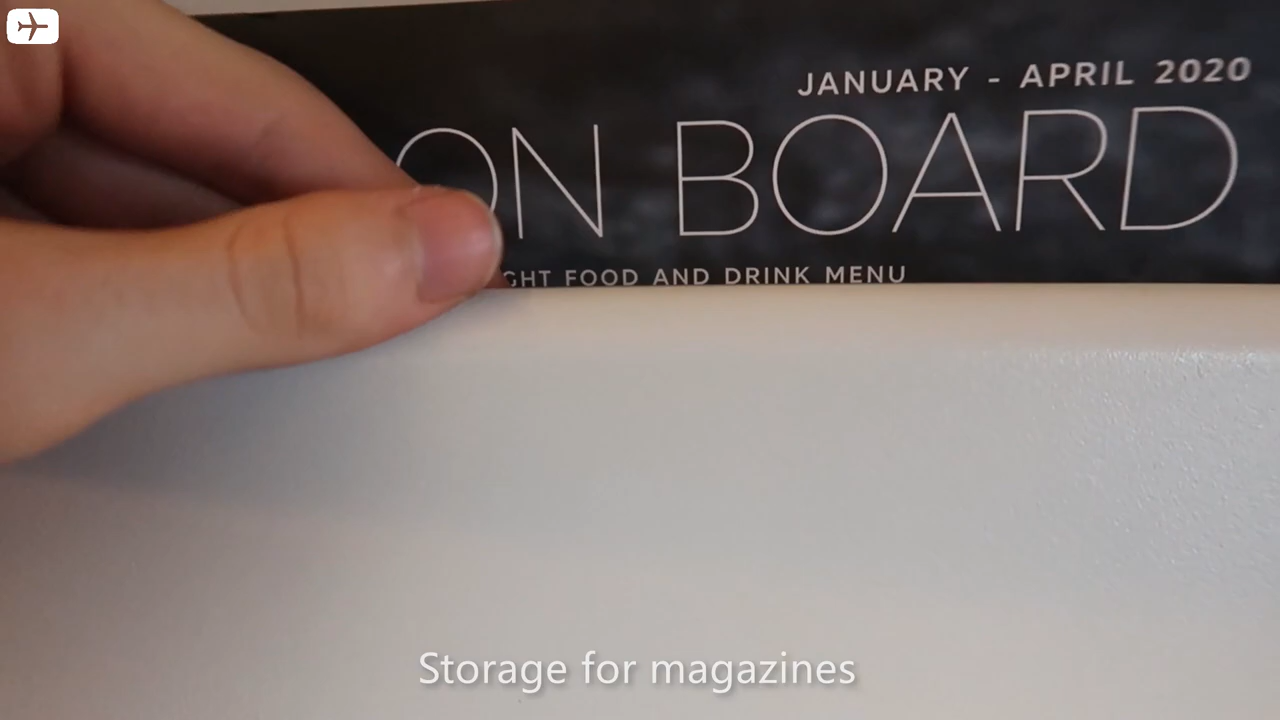 JANUARY - APRIL 2020
ON BOARD
FOOD AND DRINK MENU
Storage for magazines